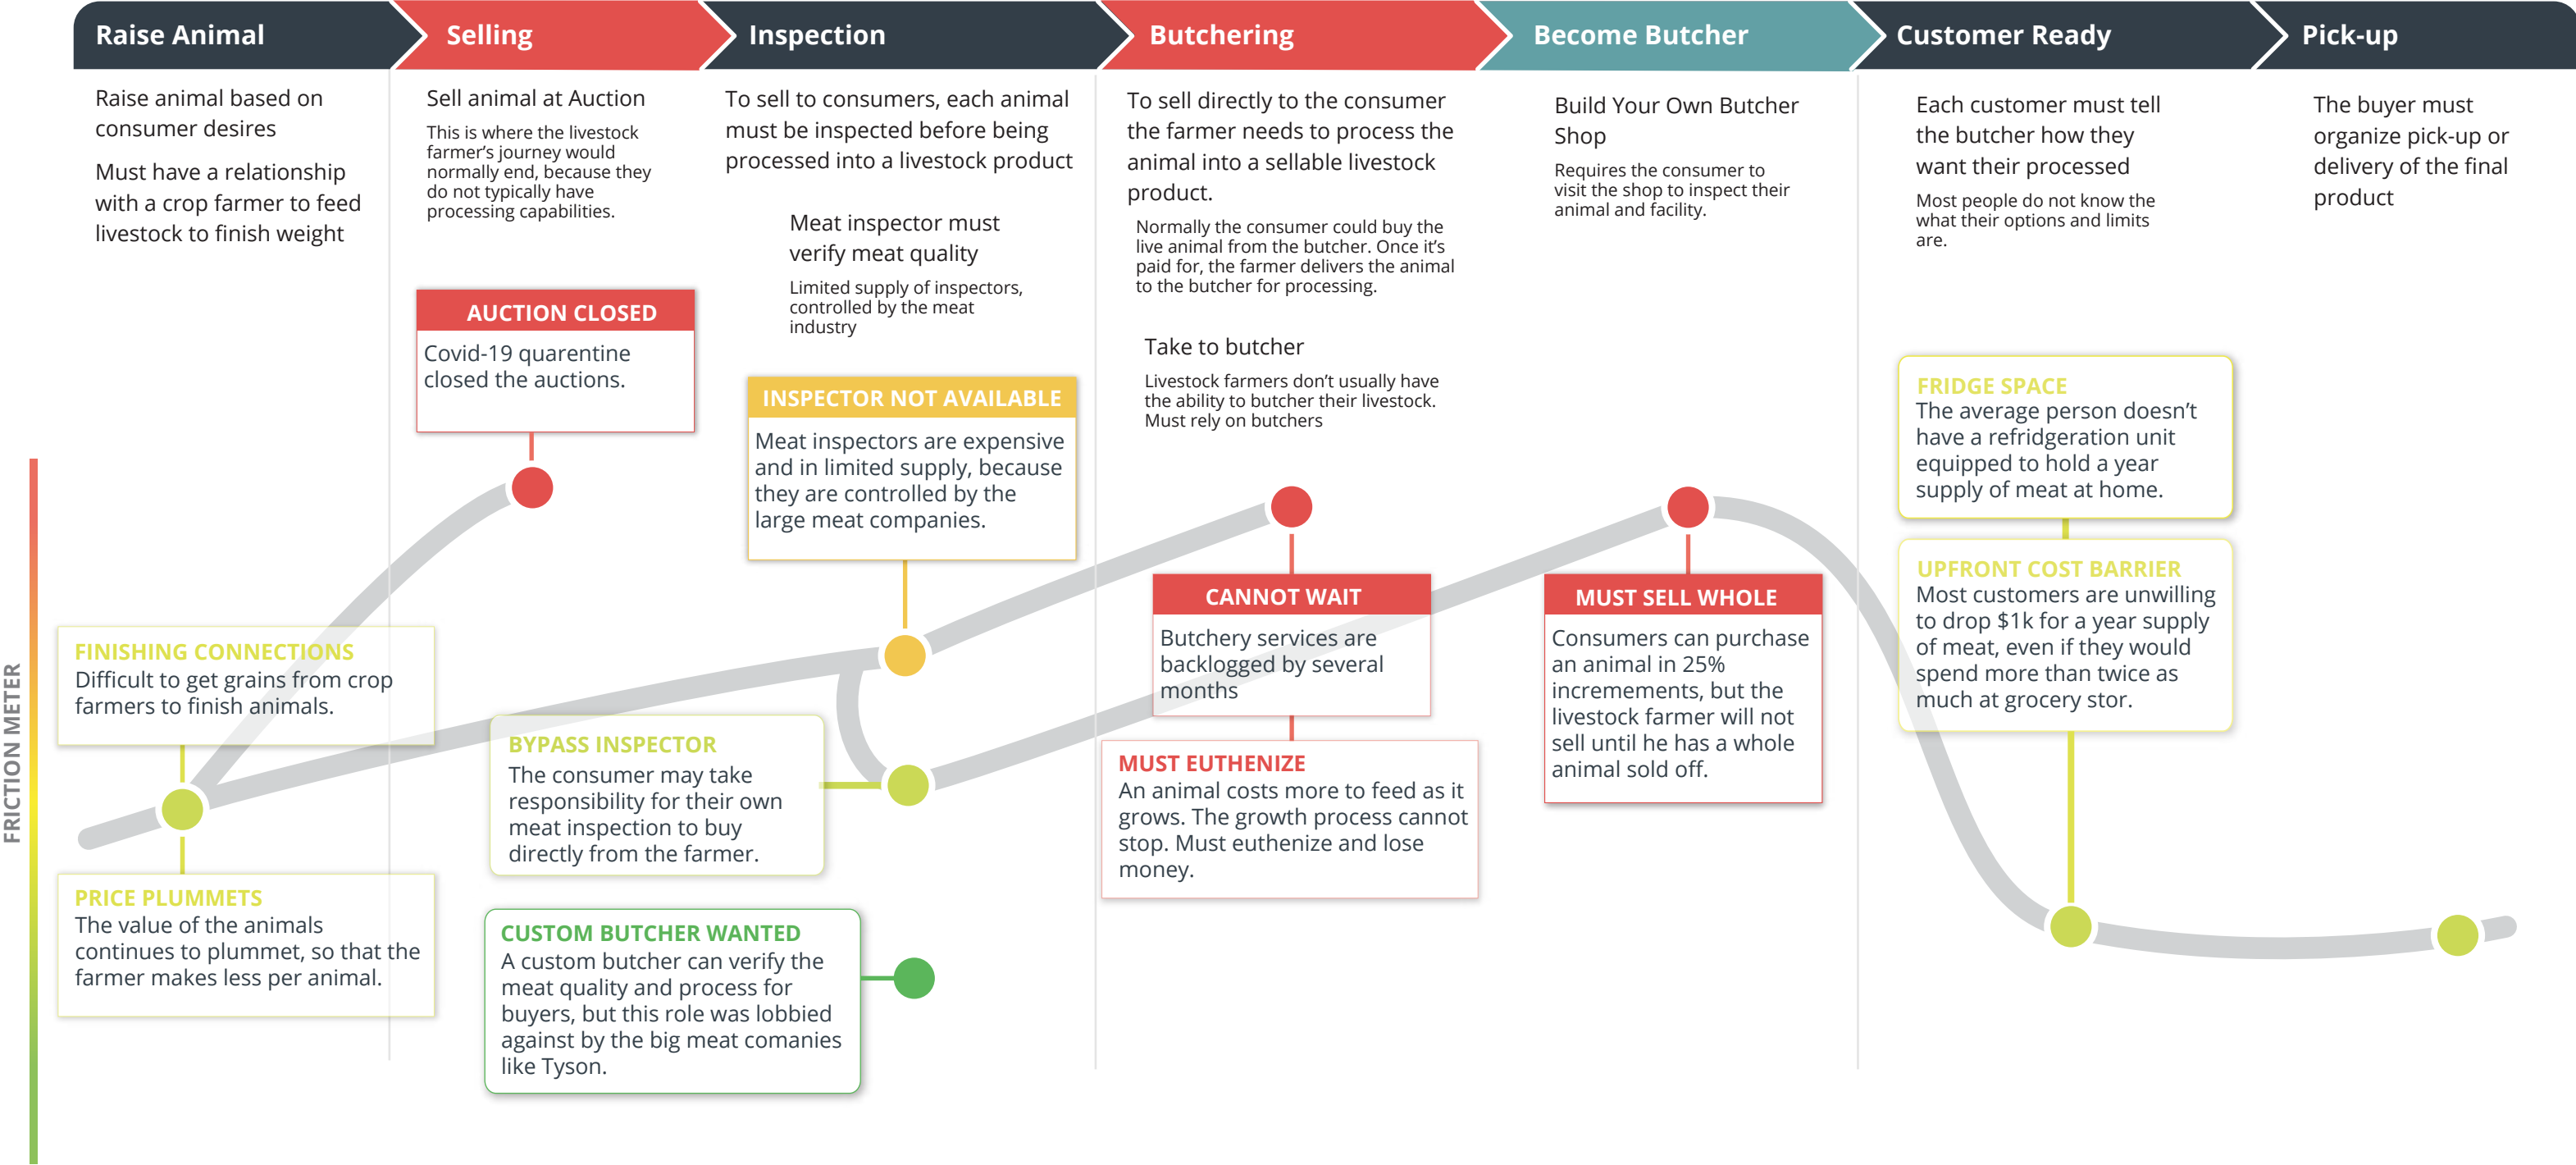 Raise Animal
Selling
Inspection
Butchering
Become Butcher
Customer Ready
Pick-up
Raise animal based on
consumer desires
Must have a relationship
with a crop farmer to feed
livestock to finish weight
Sell animal at Auction
This is where the livestock
farmer’s journey would
normally end, because they
do not typically have
processing capabilities.
To sell to consumers, each animal
must be inspected before being
processed into a livestock product
Meat inspector must
verify meat quality
Limited supply of inspectors,
controlled by the meat
industry
To sell directly to the consumer
the farmer needs to process the
animal into a sellable livestock
product.
Normally the consumer could buy the
live animal from the butcher. Once it’s
paid for, the farmer delivers the animal
to the butcher for processing.
Take to butcher
Livestock farmers don’t usually have
the ability to butcher their livestock.
Must rely on butchers
Build Your Own Butcher
Shop
Requires the consumer to
visit the shop to inspect their
animal and facility.
Each customer must tell
the butcher how they
want their processed
Most people do not know the
what their options and limits
are.
The buyer must
organize pick-up or
delivery of the final
product
AUCTION CLOSED
Covid-19 quarentine
closed the auctions.
INSPECTOR NOT AVAILABLE
Meat inspectors are expensive
and in limited supply, because
they are controlled by the
large meat companies.
FRIDGE SPACE
The average person doesn’t
have a refridgeration unit
equipped to hold a year
supply of meat at home.
UPFRONT COST BARRIER
Most customers are unwilling
to drop $1k for a year supply
of meat, even if they would
spend more than twice as
much at grocery stor.
CANNOT WAIT
Butchery services are
backlogged by several
months
MUST EUTHENIZE
An animal costs more to feed as it
grows. The growth process cannot
stop. Must euthenize and lose
money.
MUST SELL WHOLE
Consumers can purchase
an animal in 25%
incremements, but the
livestock farmer will not
sell until he has a whole
animal sold off.
FRICTION METER
FINISHING CONNECTIONS
Difficult to get grains from crop
farmers to finish animals.
PRICE PLUMMETS
The value of the animals
continues to plummet, so that the
farmer makes less per animal.
BYPASS INSPECTOR
The consumer may take
responsibility for their own
meat inspection to buy
directly from the farmer.
CUSTOM BUTCHER WANTED
A custom butcher can verify the
meat quality and process for
buyers, but this role was lobbied
against by the big meat comanies
like Tyson.